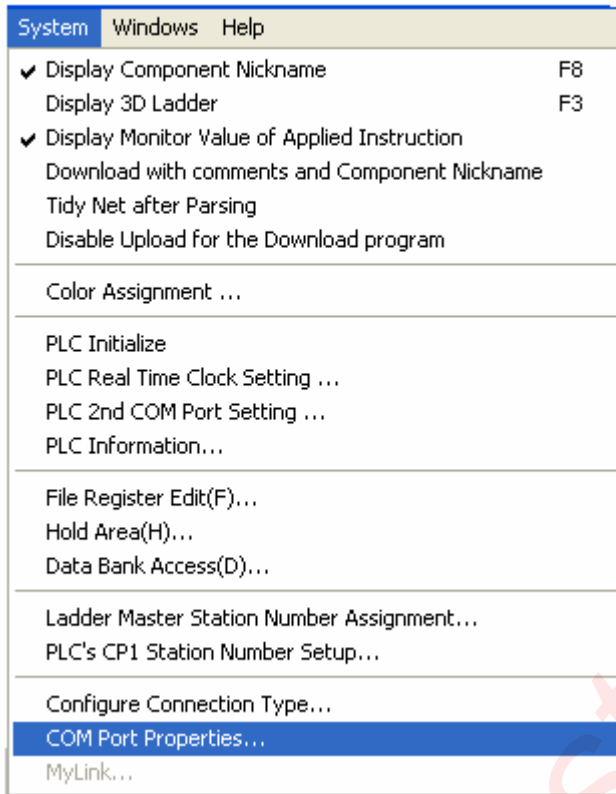 System Windows Help
✔ Display Component Nickname F8
Display 3D Ladder F3
✔ Display Monitor Value of Applied Instruction
Download with comments and Component Nickname
Tidy Net after Parsing
Disable Upload for the Download program
Color Assignment ...
PLC Initialize
PLC Real Time Clock Setting ...
PLC 2nd COM Port Setting ...
PLC Information...
File Register Edit(F)...
Hold Area(H)...
Data Bank Access(D)...
Ladder Master Station Number Assignment...
PLC's CP1 Station Number Setup...
Configure Connection Type...
COM Port Properties...
MyLink...